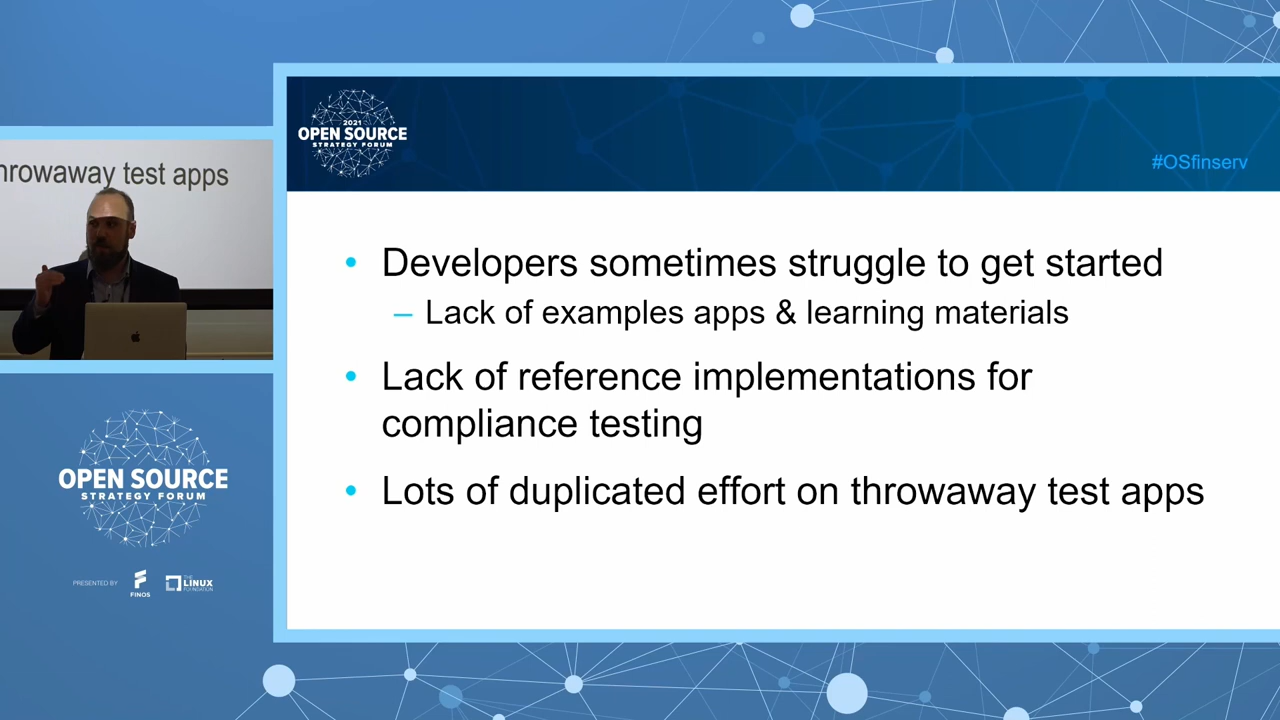 2021
OPEN SOURCE
STRATEGY FORUM
#OSfinserv
throwaway test apps
• Developers sometimes struggle to get started
– Lack of examples apps & learning materials
• Lack of reference implementations for
compliance testing
• Lots of duplicated effort on throwaway test apps
OPEN SOURCE
STRATEGY FORUM
PRESENTED BY
FINOS
THE
LINUX
FOUNDATION